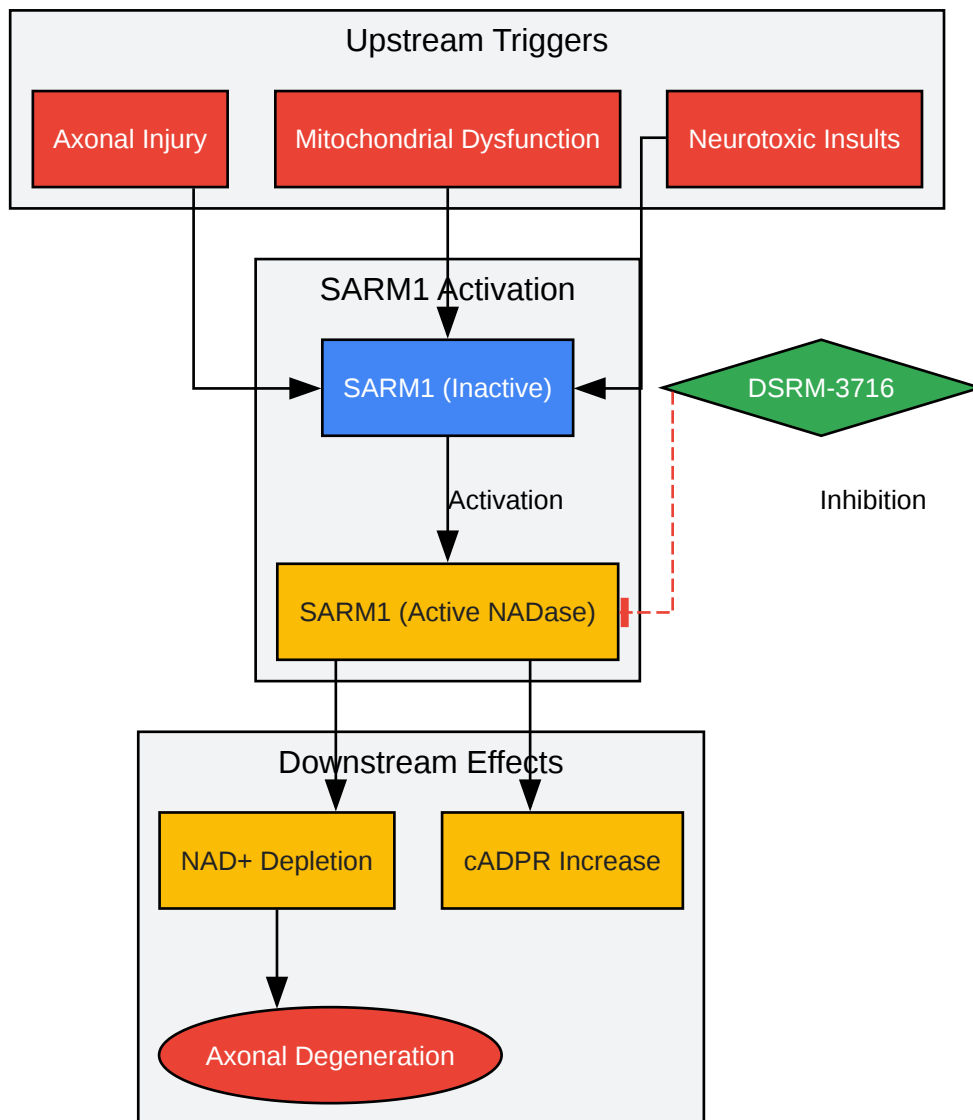 Upstream Triggers
Axonal Injury
Mitochondrial Dysfunction
Neurotoxic Insults
SARM1 Activation
SARM1 (Inactive)
DSRM-3716
Activation
Inhibition
SARM1 (Active NADase)
Downstream Effects
NAD+ Depletion
cADPR Increase
Axonal Degeneration